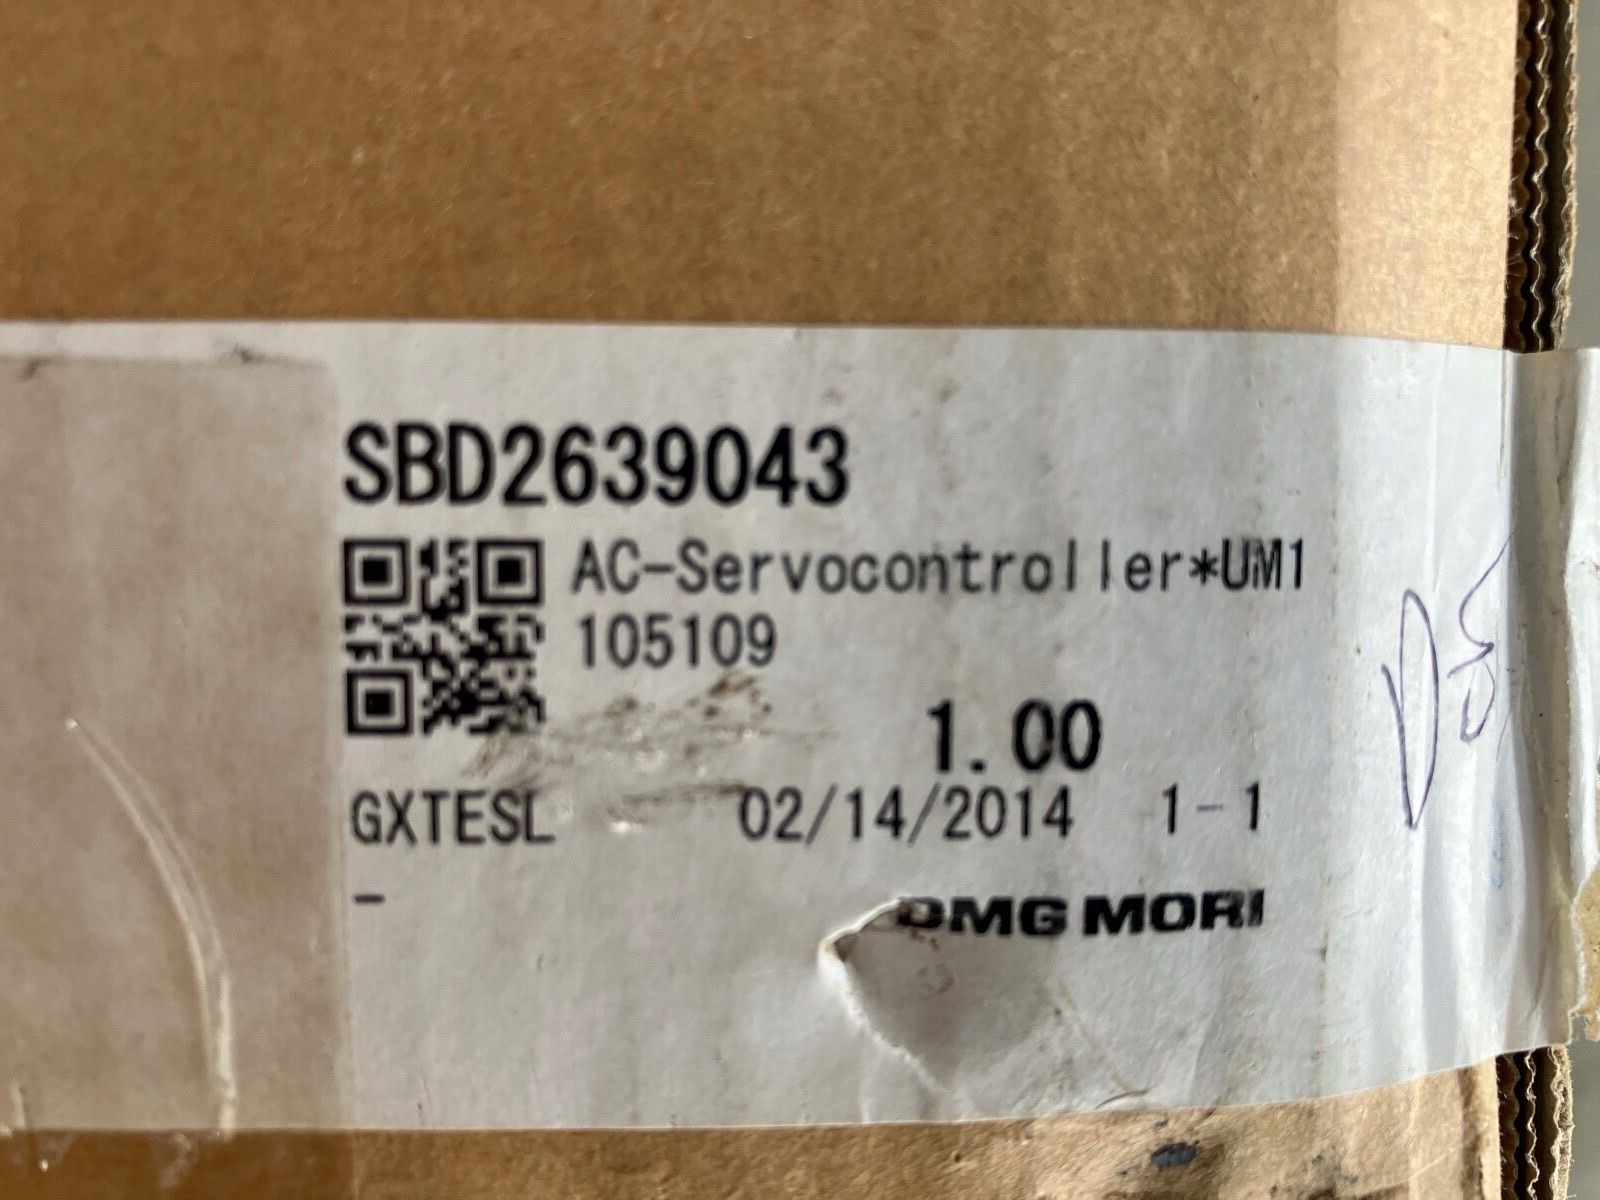 SBD2639043
AC-Servocontroller*UM1
105109
1.00
GXTESL 02/14/2014 1-1
-
DMG MORI